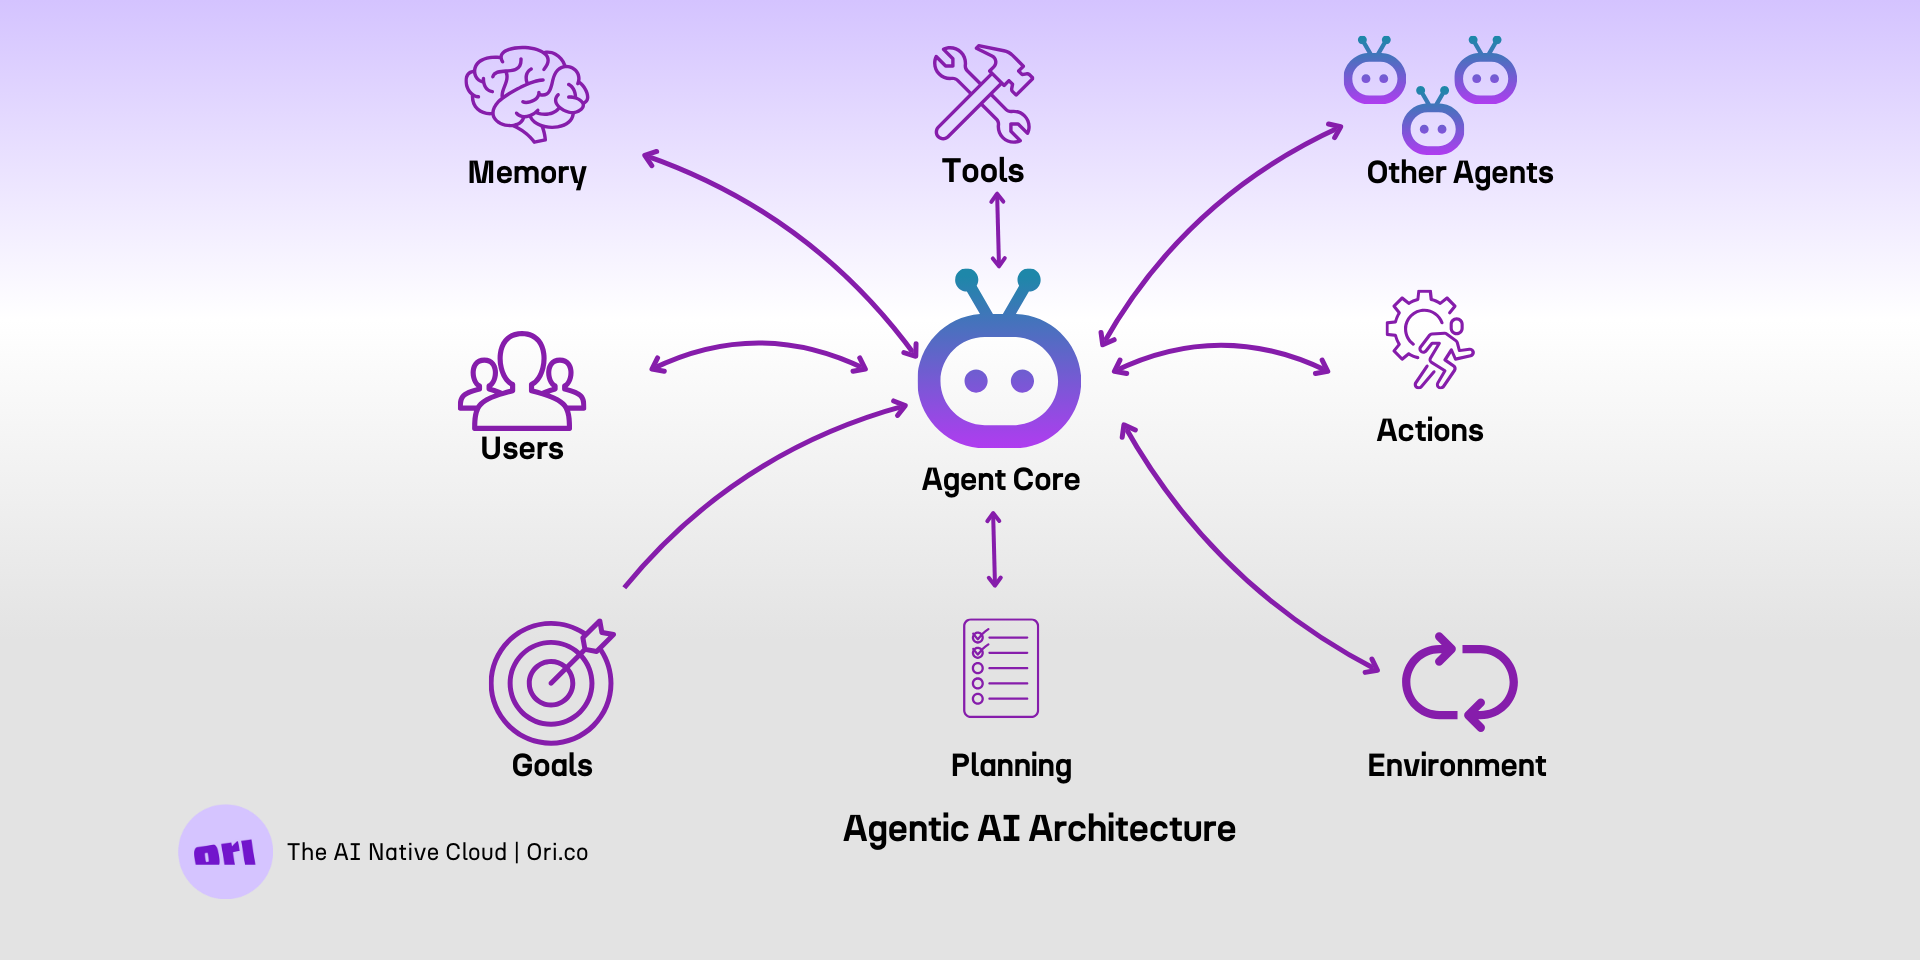 Memory
Tools
Other Agents
Users
Agent Core
Actions
Goals
Planning
Environment
Agentic AI Architecture
ori
The AI Native Cloud | Ori.co